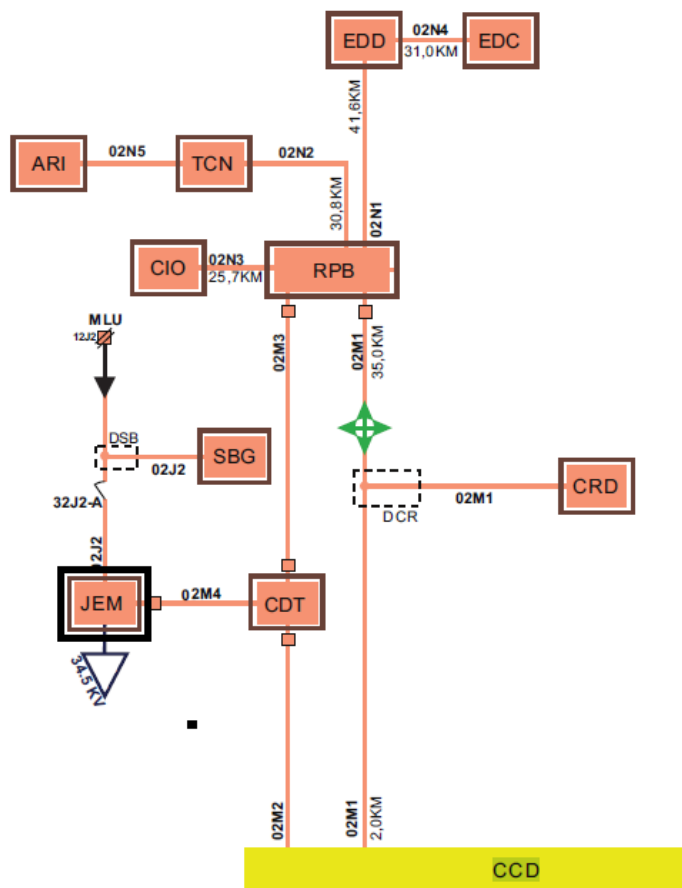 EDD
02N4
EDC
31,0KM
41,6KM
ARI
02N5
TCN
02N2
30,8KM
02N1
CIO
02N3
25,7KM
RPB
MLU
12J2
02M3
02M1
35,0KM
DSB
02J2
SBG
32J2-A
DCR
02M1
CRD
02J2
JEM
02M4
CDT
34.5 KV
02M2
02M1
2,0KM
CCD